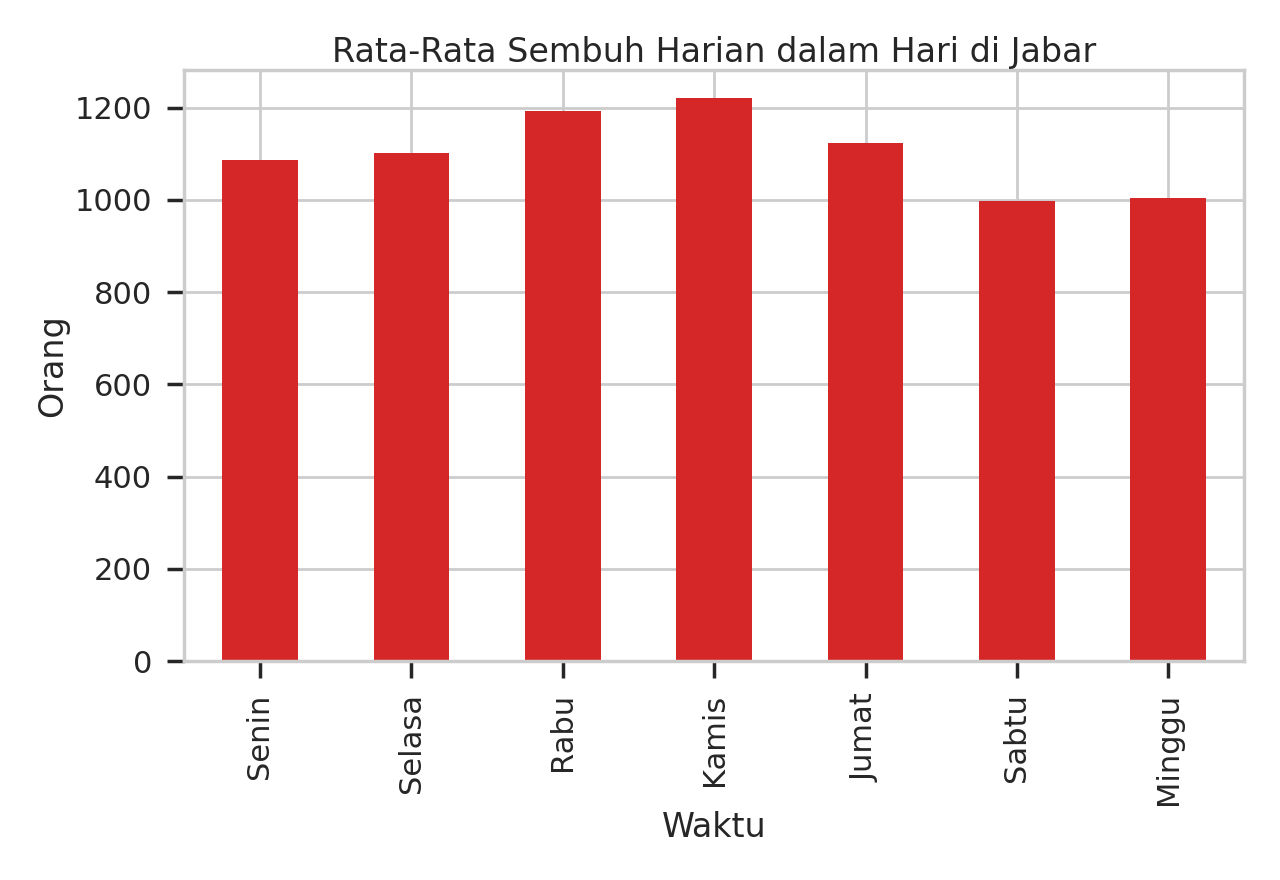 Rata-Rata Sembuh Harian dalam Hari di Jabar
1200
1000
800
600
400
200
0
Orang
Senin
Selasa
Rabu
Kamis
Jumat
Sabtu
Minggu
Waktu